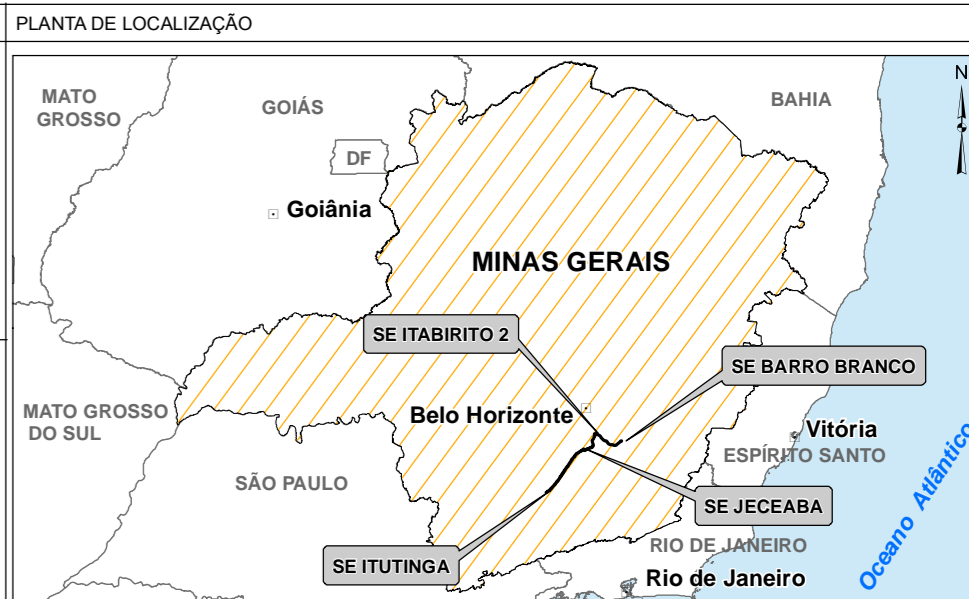 PLANTA DE LOCALIZAÇÃO
MATO
GROSSO
GOIÁS
BAHIA
N
DF
Goiânia
MINAS GERAIS
SE ITABIRITO 2
SE BARRO BRANCO
MATO GROSSO
DO SUL
Belo Horizonte
Vitória
ESPÍRITO SANTO
SÃO PAULO
SE JECEABA
Oceano Atlântico
RIO DE JANEIRO
SE ITUTINGA
Rio de Janeiro